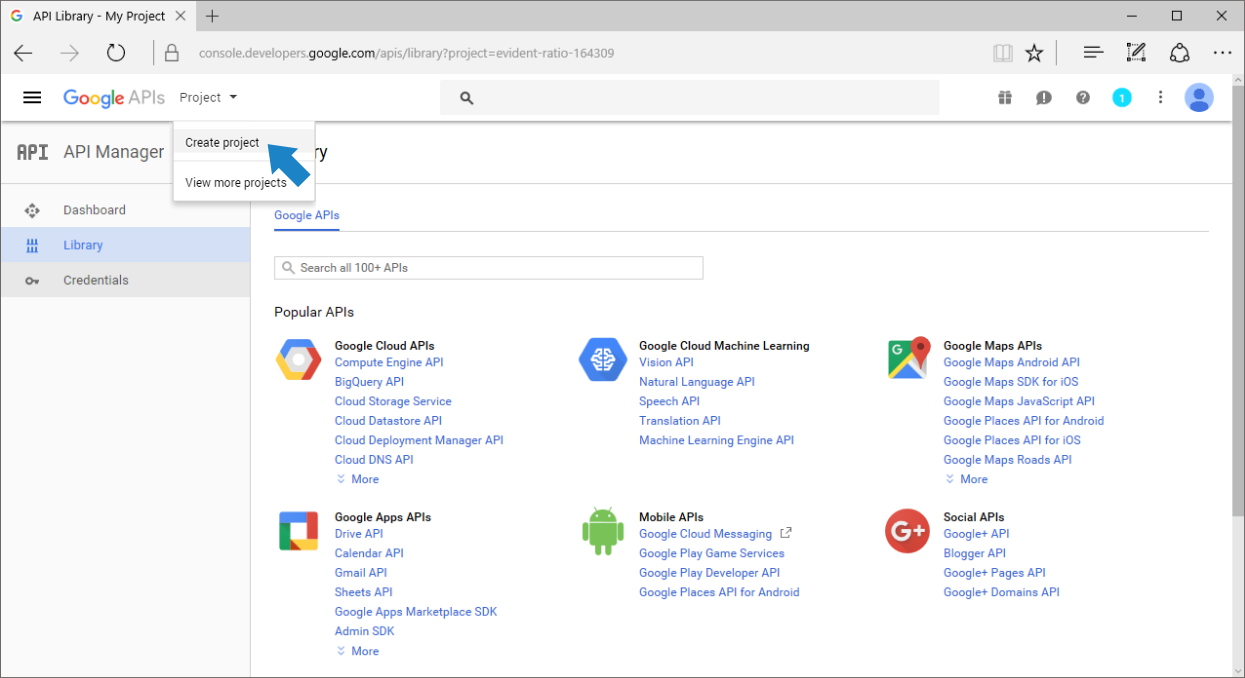 API Library - My Project
console.developers.google.com/apis/library?project=evident-ratio-164309
Google APIs Project
1
API API Manager
ry
Create project
View more projects
Dashboard
Library
Credentials
Google APIs
Search all 100+ APIs
Popular APIs
Google Cloud APIs
Compute Engine API
BigQuery API
Cloud Storage Service
Cloud Datastore API
Cloud Deployment Manager API
Cloud DNS API
More
Google Cloud Machine Learning
Vision API
Natural Language API
Speech API
Translation API
Machine Learning Engine API
G
Google Maps APIs
Google Maps Android API
Google Maps SDK for iOS
Google Maps JavaScript API
Google Places API for Android
Google Places API for iOS
Google Maps Roads API
More
Google Apps APIs
Drive API
Calendar API
Gmail API
Sheets API
Google Apps Marketplace SDK
Admin SDK
More
Mobile APIs
Google Cloud Messaging
Google Play Game Services
Google Play Developer API
Google Places API for Android
G+
Social APIs
Google+ API
Blogger API
Google+ Pages API
Google+ Domains API